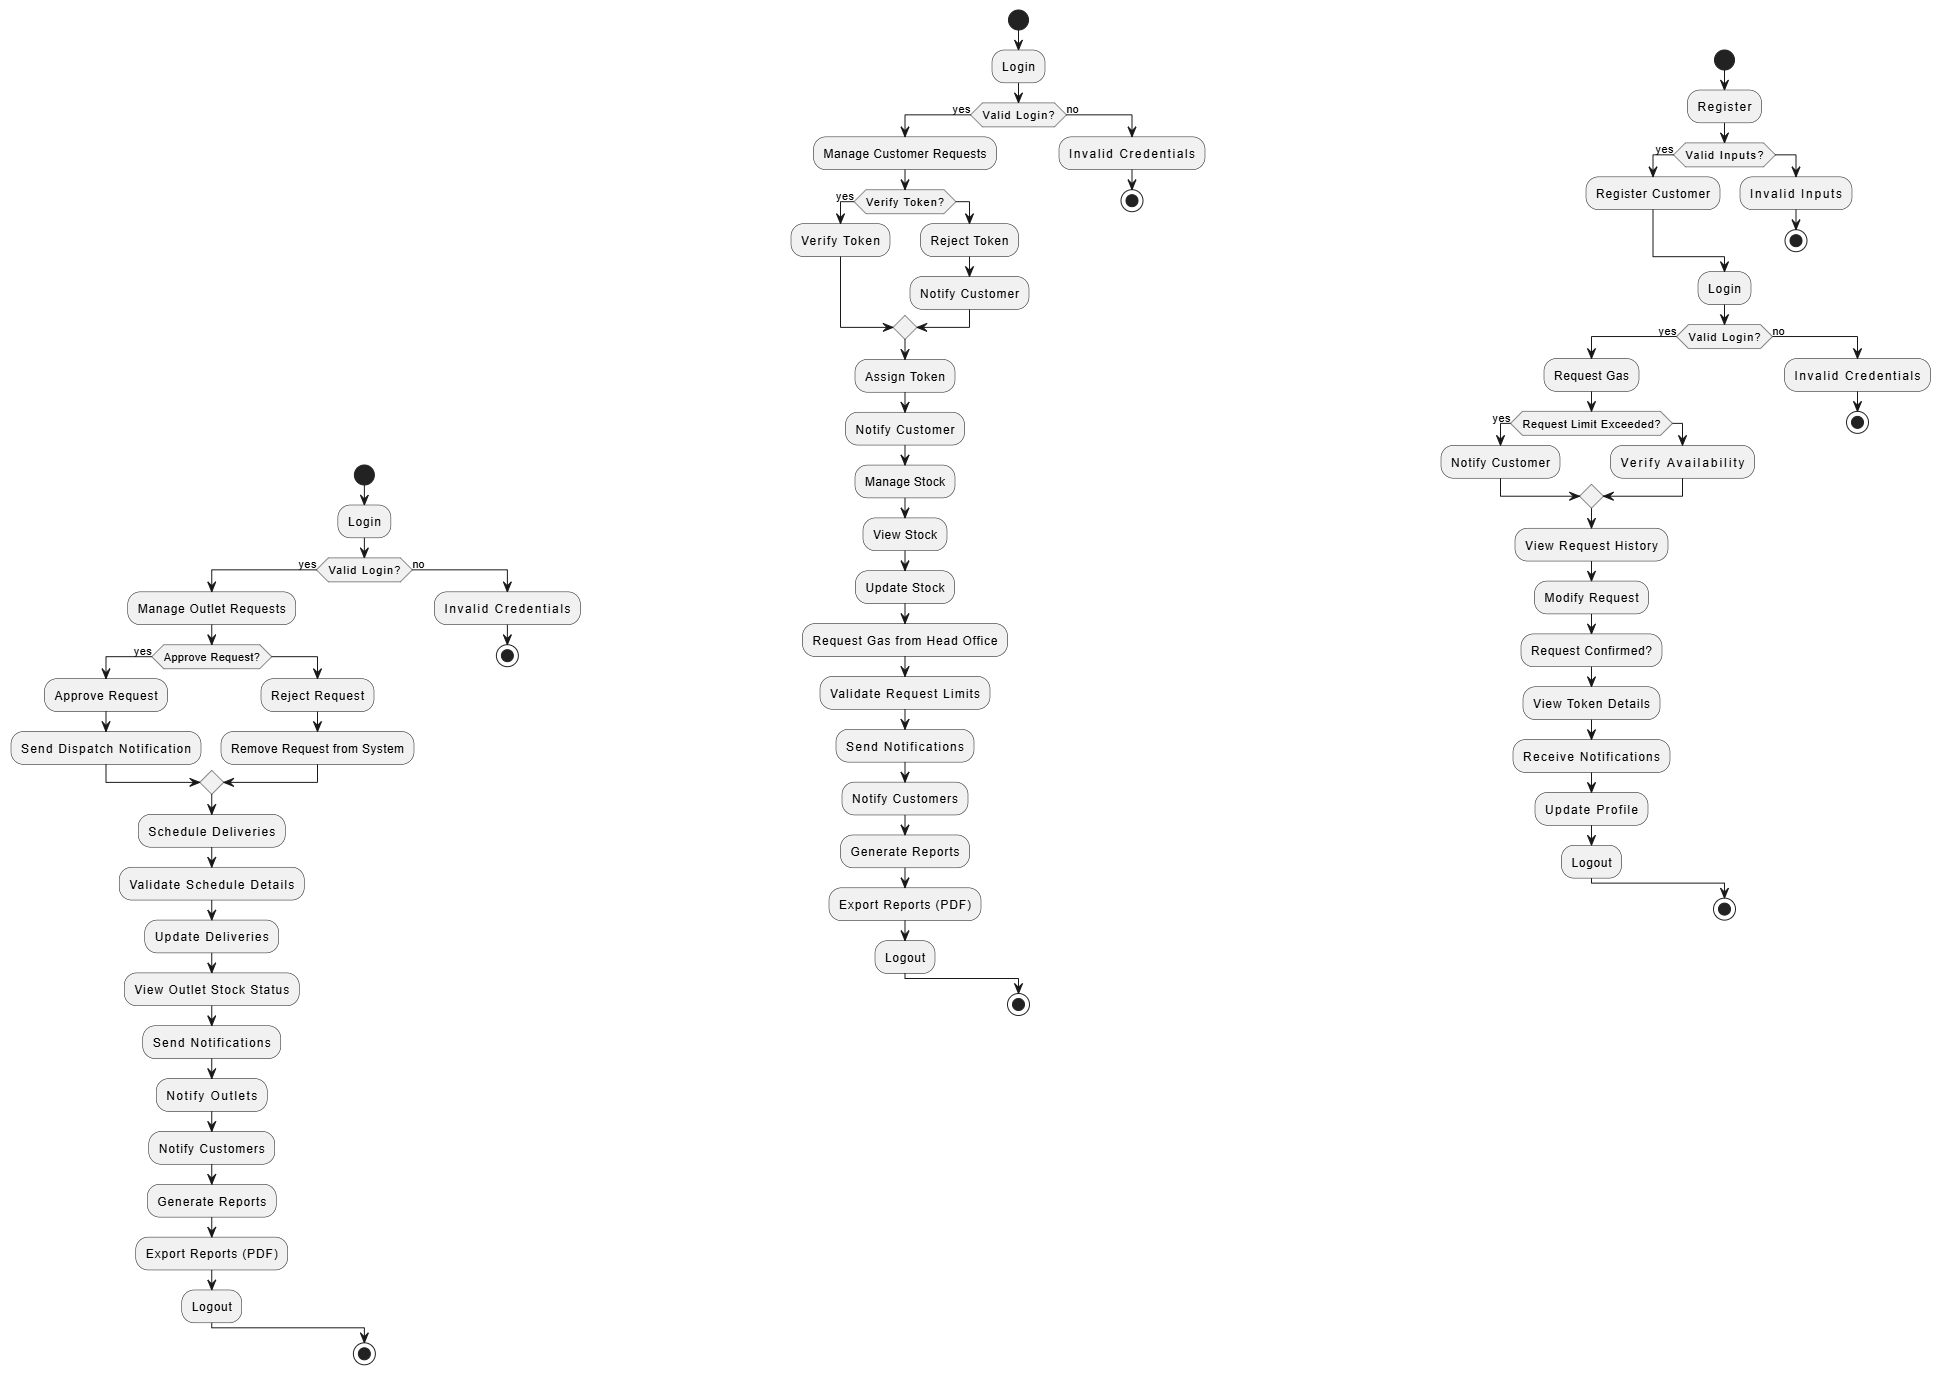 Login
Valid Login?
yes
no
Manage Outlet Requests
Invalid Credentials
Approve Request?
yes
Approve Request
Reject Request
Send Dispatch Notification
Remove Request from System
Schedule Deliveries
Validate Schedule Details
Update Deliveries
View Outlet Stock Status
Send Notifications
Notify Outlets
Notify Customers
Generate Reports
Export Reports (PDF)
Logout
Login
Valid Login?
yes
no
Manage Customer Requests
Invalid Credentials
Verify Token?
yes
Verify Token
Reject Token
Notify Customer
Assign Token
Notify Customer
Manage Stock
View Stock
Update Stock
Request Gas from Head Office
Validate Request Limits
Send Notifications
Notify Customers
Generate Reports
Export Reports (PDF)
Logout
Register
Valid Inputs?
yes
Register Customer
Invalid Inputs
Login
Valid Login?
yes
no
Request Gas
Invalid Credentials
Request Limit Exceeded?
yes
Notify Customer
Verify Availability
View Request History
Modify Request
Request Confirmed?
View Token Details
Receive Notifications
Update Profile
Logout